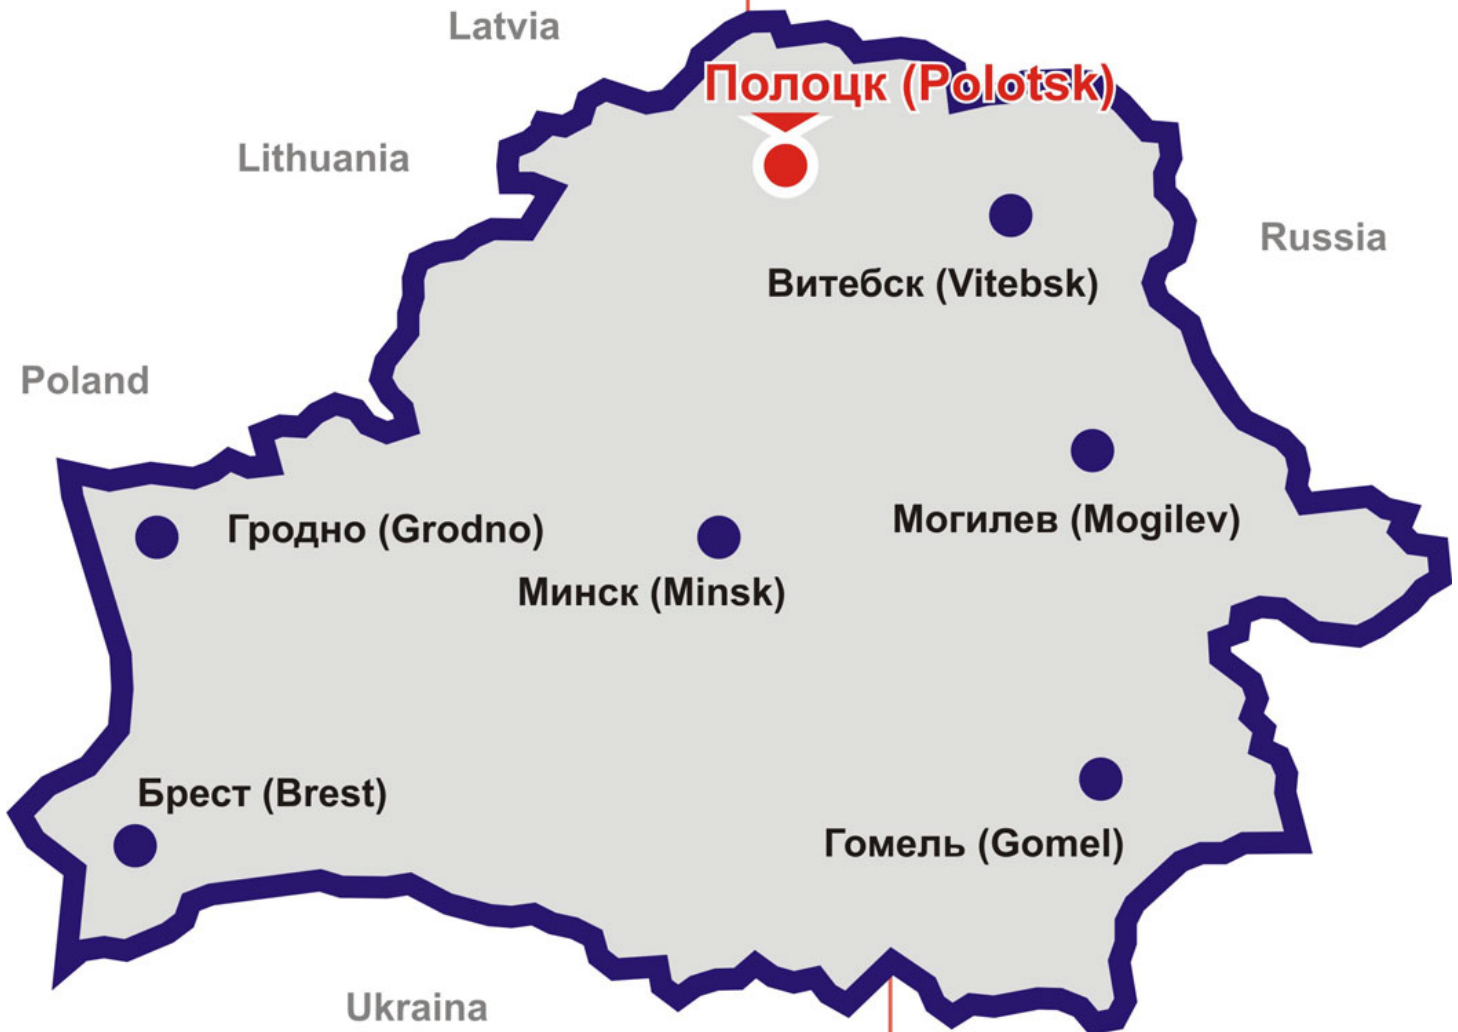 Latvia
Полоцк (Polotsk)
Lithuania
Russia
Витебск (Vitebsk)
Poland
Гродно (Grodno)
Могилев (Mogilev)
Минск (Minsk)
Брест (Brest)
Гомель (Gomel)
Ukraina